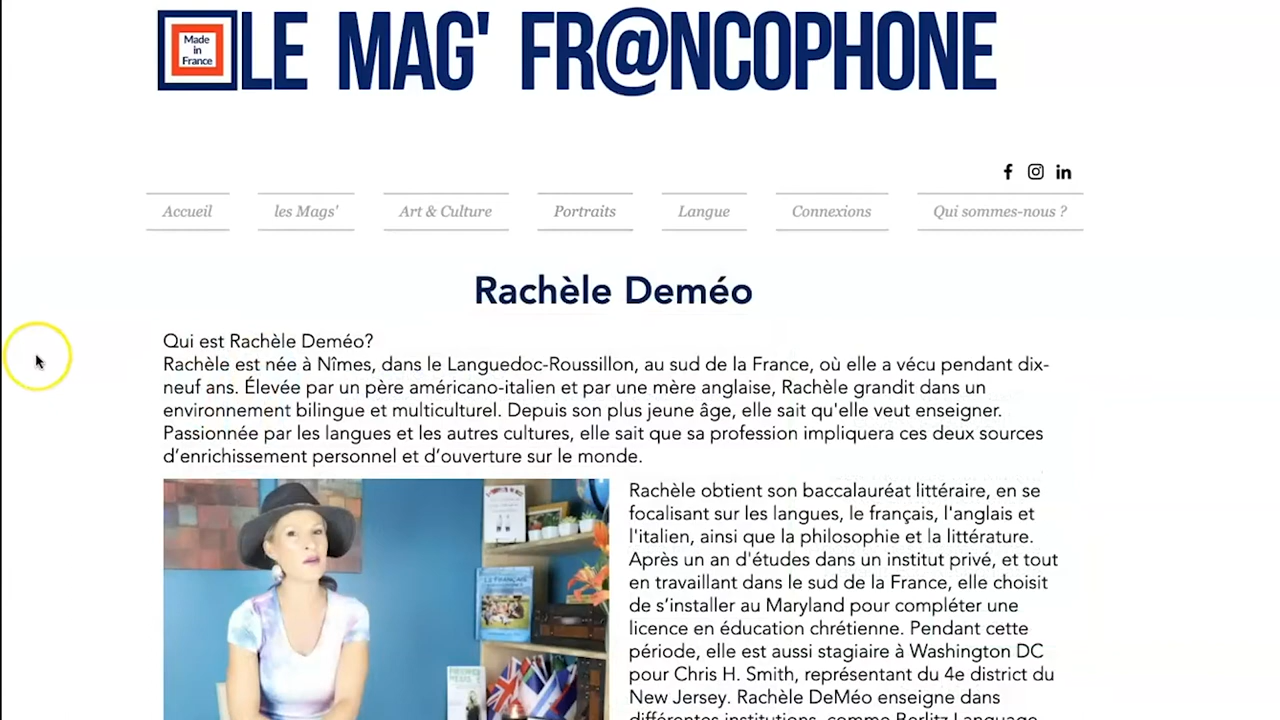 Made
in
France
LE MAG' FR@NCOPHONE
Accueil
les Mags'
Art & Culture
Portraits
Langue
Connexions
Qui sommes-nous ?
Rachèle Deméo
Qui est Rachèle Deméo?
Rachèle est née à Nîmes, dans le Languedoc-Roussillon, au sud de la France, où elle a vécu pendant dix-
neuf ans. Élevée par un père américano-italien et par une mère anglaise, Rachèle grandit dans un
environnement bilingue et multiculturel. Depuis son plus jeune âge, elle sait qu'elle veut enseigner.
Passionnée par les langues et les autres cultures, elle sait que sa profession impliquera ces deux sources
d'enrichissement personnel et d'ouverture sur le monde.
Rachèle obtient son baccalauréat littéraire, en se
focalisant sur les langues, le français, l'anglais et
l'italien, ainsi que la philosophie et la littérature.
Après un an d'études dans un institut privé, et tout
en travaillant dans le sud de la France, elle choisit
de s'installer au Maryland pour compléter une
licence en éducation chrétienne. Pendant cette
période, elle est aussi stagiaire à Washington DC
pour Chris H. Smith, représentant du 4e district du
New Jersey. Rachèle DeMéo enseigne dans
différentes institutions, comme Berlitz Language